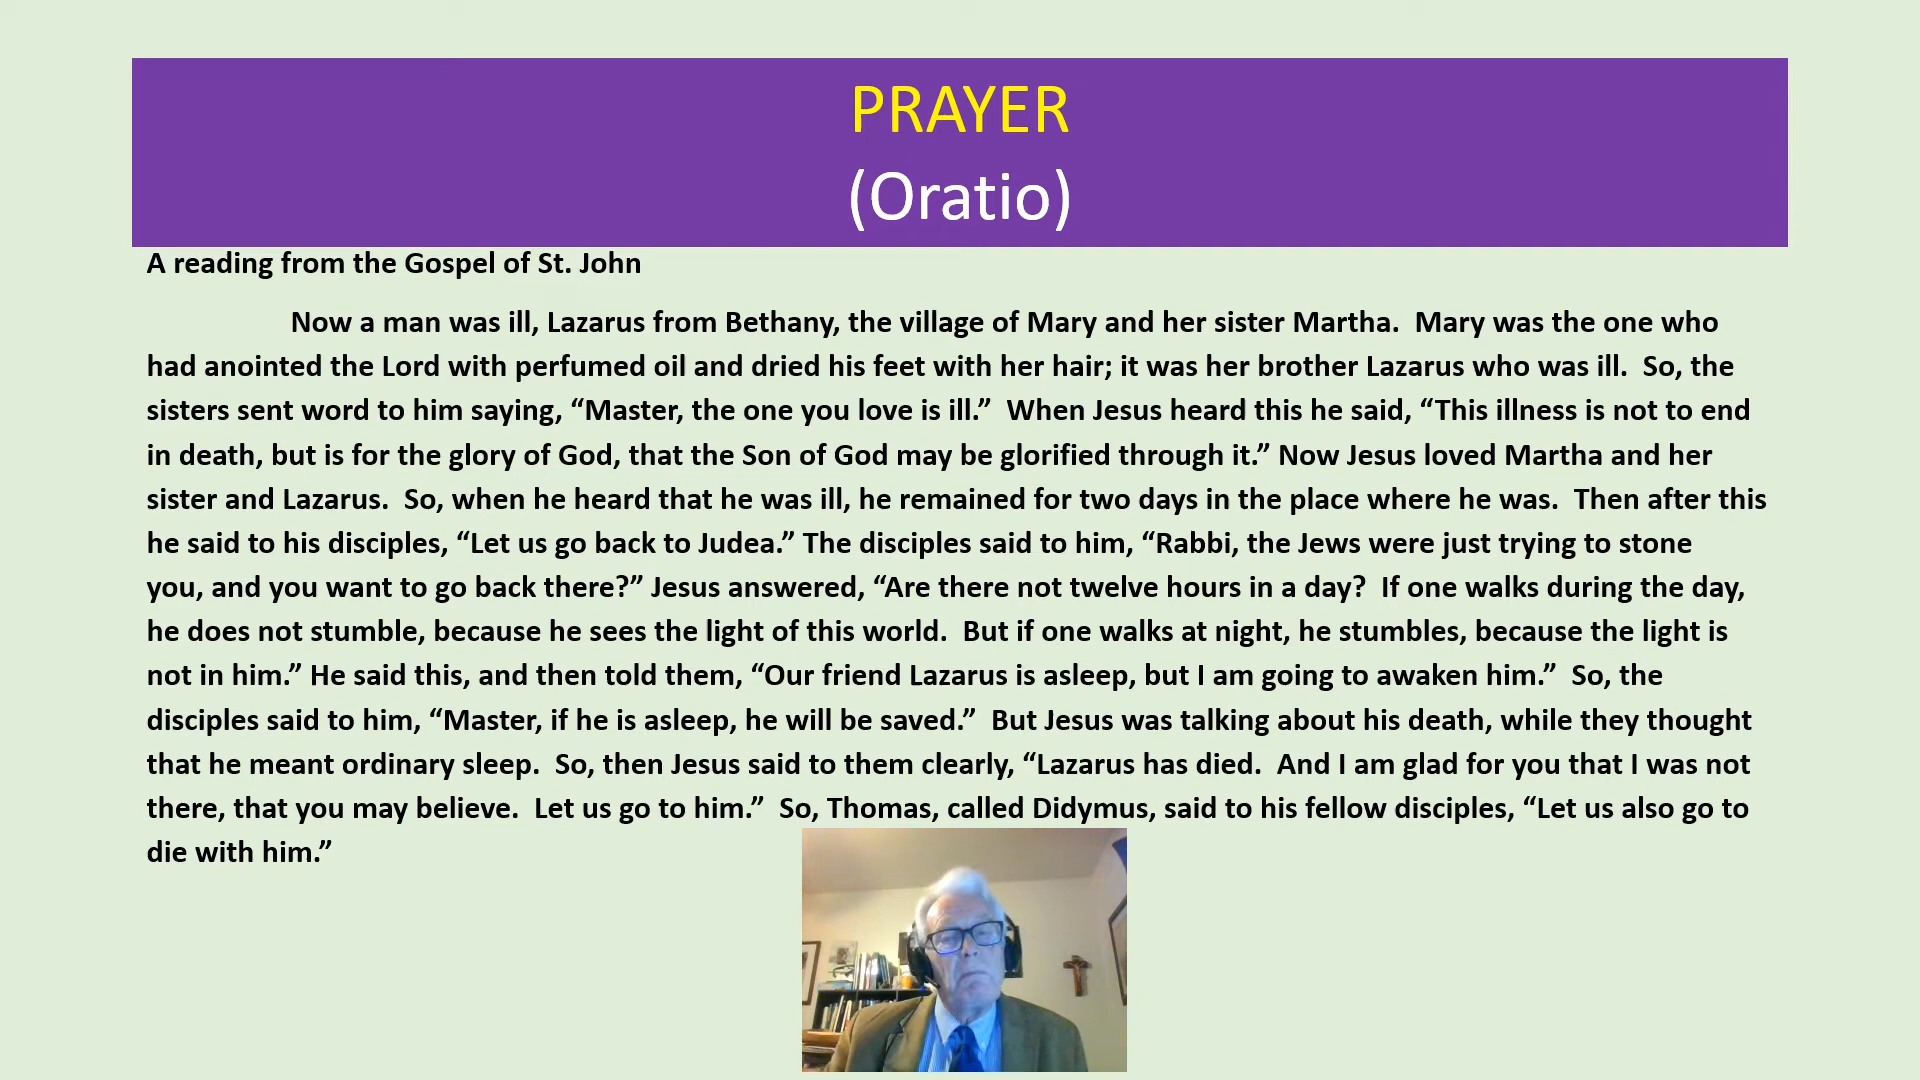 PRAYER
(Oratio)
A reading from the Gospel of St. John
Now a man was ill, Lazarus from Bethany, the village of Mary and her sister Martha.  Mary was the one who
had anointed the Lord with perfumed oil and dried his feet with her hair; it was her brother Lazarus who was ill.  So, the
sisters sent word to him saying, “Master, the one you love is ill.”  When Jesus heard this he said, “This illness is not to end
in death, but is for the glory of God, that the Son of God may be glorified through it.” Now Jesus loved Martha and her
sister and Lazarus.  So, when he heard that he was ill, he remained for two days in the place where he was.  Then after this
he said to his disciples, “Let us go back to Judea.” The disciples said to him, “Rabbi, the Jews were just trying to stone
you, and you want to go back there?” Jesus answered, “Are there not twelve hours in a day?  If one walks during the day,
he does not stumble, because he sees the light of this world.  But if one walks at night, he stumbles, because the light is
not in him.” He said this, and then told them, “Our friend Lazarus is asleep, but I am going to awaken him.”  So, the
disciples said to him, “Master, if he is asleep, he will be saved.”  But Jesus was talking about his death, while they thought
that he meant ordinary sleep.  So, then Jesus said to them clearly, “Lazarus has died.  And I am glad for you that I was not
there, that you may believe.  Let us go to him.”  So, Thomas, called Didymus, said to his fellow disciples, “Let us also go to
die with him.”